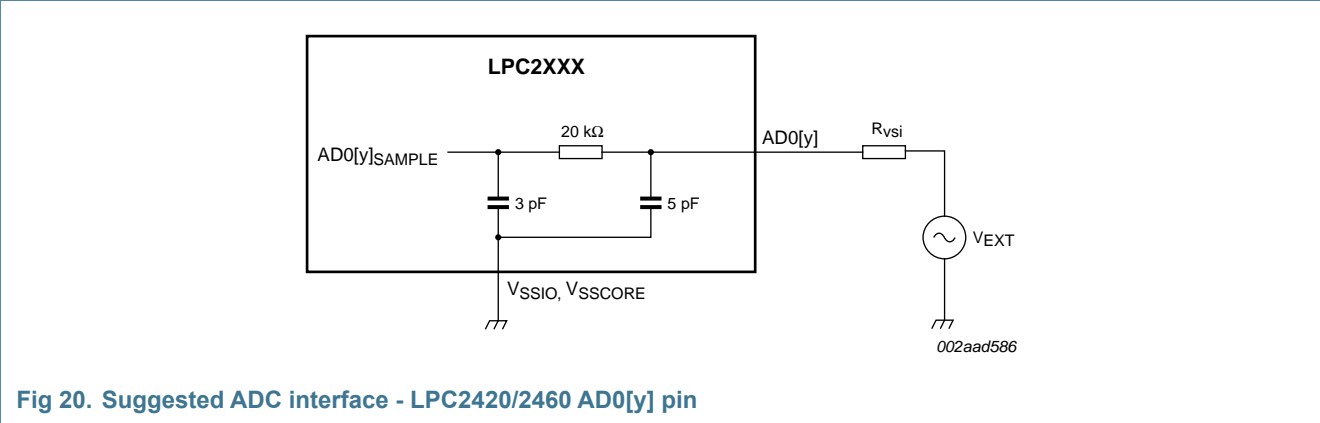 LPC2XXX
20 kΩ
AD0[y]
Rvsi
AD0[y]SAMPLE
3 pF
5 pF
VEXT
VSSIO, VSSCORE
002aad586
Fig 20. Suggested ADC interface - LPC2420/2460 AD0[y] pin